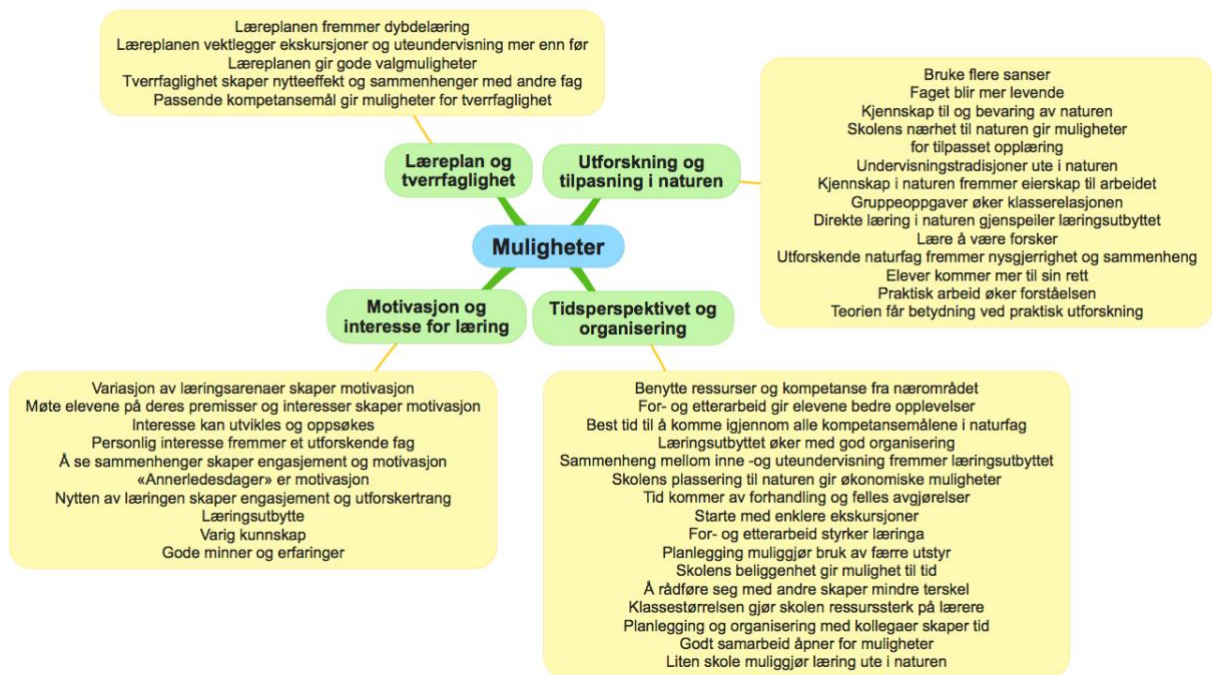 Læreplanen fremmer dybdelæring
Læreplanen vektlegger ekskursjoner og uteundervisning mer enn før
Læreplanen gir gode valgmuligheter
Tverrfaglighet skaper nytteeffekt og sammenhenger med andre fag
Passende kompetansemål gir muligheter for tverrfaglighet
Læreplan og
tverrfaglighet
Utforskning og
tilpasning i naturen
Bruke flere sanser
Faget blir mer levende
Kjennskap til og bevaring av naturen
Skolens nærhet til naturen gir muligheter
for tilpasset opplæring
Undervisningstradisjoner ute i naturen
Kjennskap i naturen fremmer eierskap til arbeidet
Gruppeoppgaver øker klasserelasjonen
Direkte læring i naturen gjenspeiler læringsutbyttet
Lære å være forsker
Utforskende naturfag fremmer nysgjerrighet og sammenheng
Elever kommer mer til sin rett
Praktisk arbeid øker forståelsen
Teorien får betydning ved praktisk utforskning
Muligheter
Motivasjon og
interesse for læring
Tidsperspektivet og
organisering
Variasjon av læringsarenaer skaper motivasjon
Møte elevene på deres premisser og interesser skaper motivasjon
Interesse kan utvikles og oppsøkes
Personlig interesse fremmer et utforskende fag
Å se sammenhenger skaper engasjement og motivasjon
«Annerledesdager» er motivasjon
Nytten av læringen skaper engasjement og utforskertrang
Læringsutbytte
Varig kunnskap
Gode minner og erfaringer
Benytte ressurser og kompetanse fra nærområdet
For- og etterarbeid gir elevene bedre opplevelser
Best tid til å komme igjennom alle kompetansemålene i naturfag
Læringsutbyttet øker med god organisering
Sammenheng mellom inne -og uteundervisning fremmer læringsutbyttet
Skolens plassering til naturen gir økonomiske muligheter
Tid kommer av forhandling og felles avgjørelser
Starte med enklere ekskursjoner
For- og etterarbeid styrker læringa
Planlegging muliggjør bruk av færre utstyr
Skolens beliggenhet gir mulighet til tid
Å rådføre seg med andre skaper mindre terskel
Klassestørrelsen gjør skolen ressurssterk på lærere
Planlegging og organisering med kollegaer skaper tid
Godt samarbeid åpner for muligheter
Liten skole muliggjør læring ute i naturen